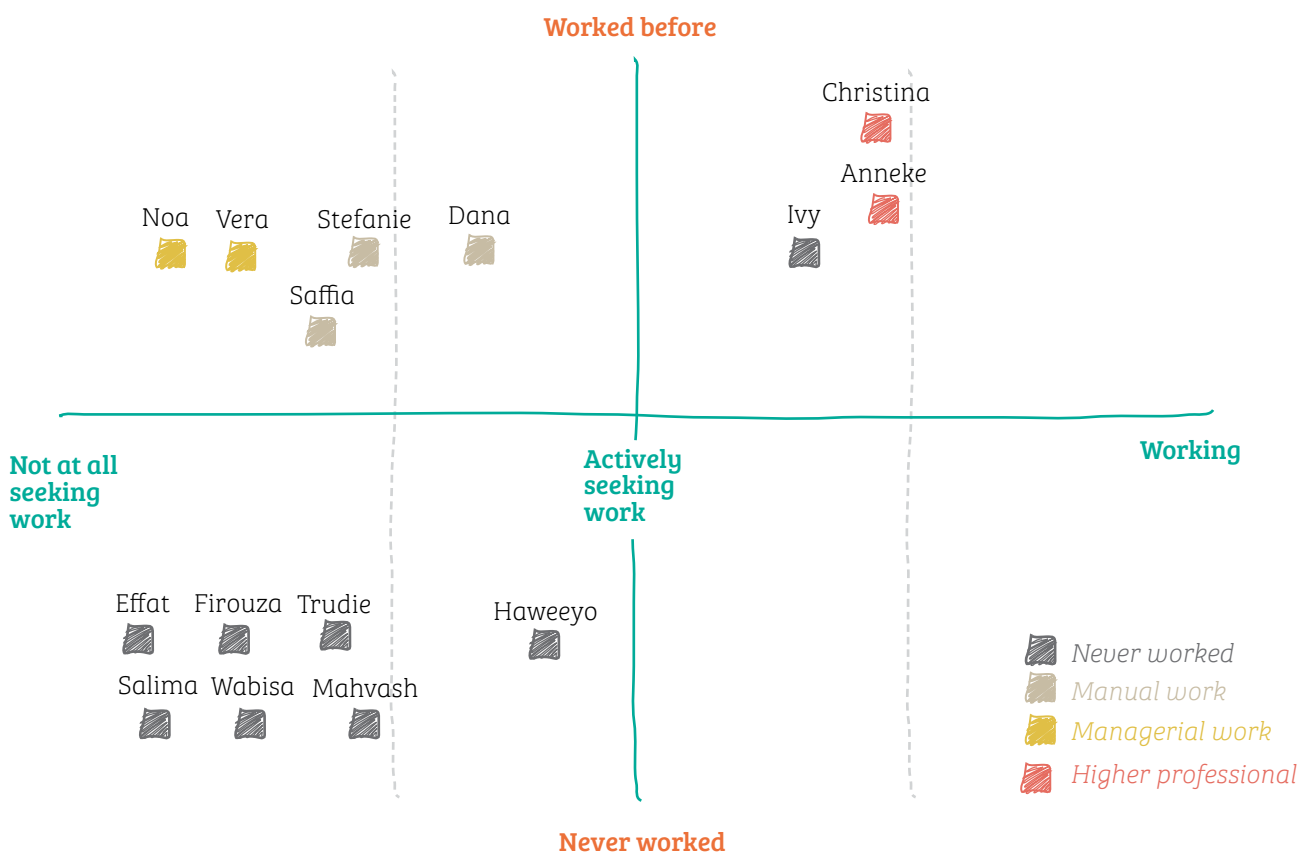 Worked before
Christina
Anneke
Noa
Vera
Stefanie
Dana
Ivy
Saffia
Not at all
seeking
work
Actively
seeking
work
Working
Effat
Firouza
Trudie
Haweeyo
Salima
Wabisa
Mahvash
Never worked
Manual work
Managerial work
Higher professional
Never worked